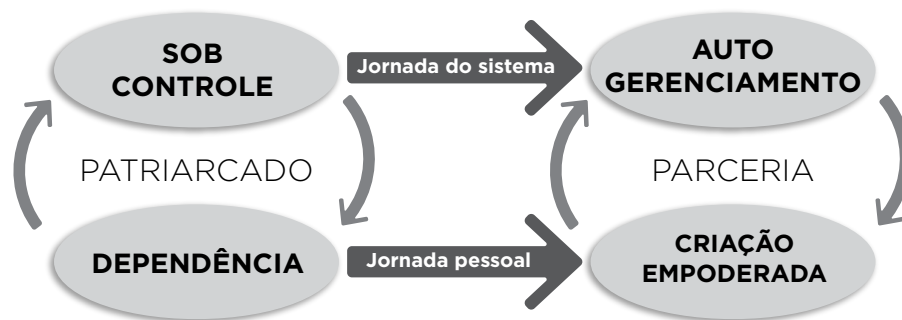 SOB
CONTROLE
Jornada do sistema
AUTO
GERENCIAMENTO
PATRIARCADO
PARCERIA
DEPENDÊNCIA
Jornada pessoal
CRIAÇÃO
EMPODERADA